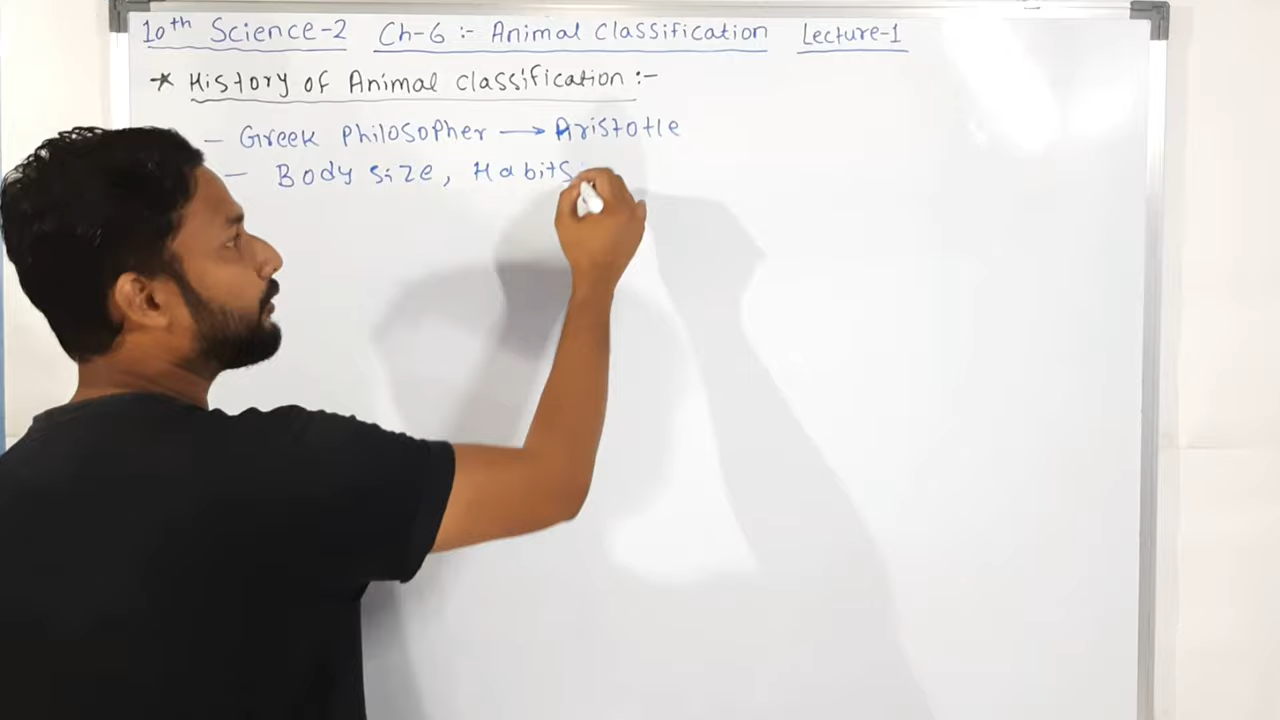 10th Science-2 Ch-6 :- Animal Classification Lecture-1
* History of Animal classification :-
- Greek Philosopher → Aristotle
- Body size, Habits